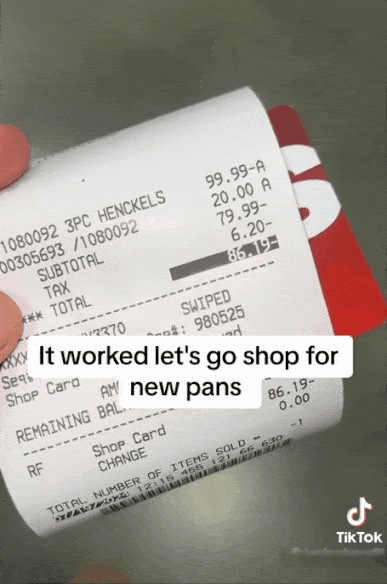 99.99-A
1080092 3PC HENCKELS 20.00 A
00305693 /1080092 79.99-
SUBTOTAL 6.20-
TAX 86.19-
*** TOTAL
SWIPED
3370 980525
It worked let's go shop for
new pans
Shop Card
REMAINING BAL 86.19-
Shop Card 0.00
RF CHANGE
TOTAL NUMBER OF ITEMS SOLD = -1
TikTok